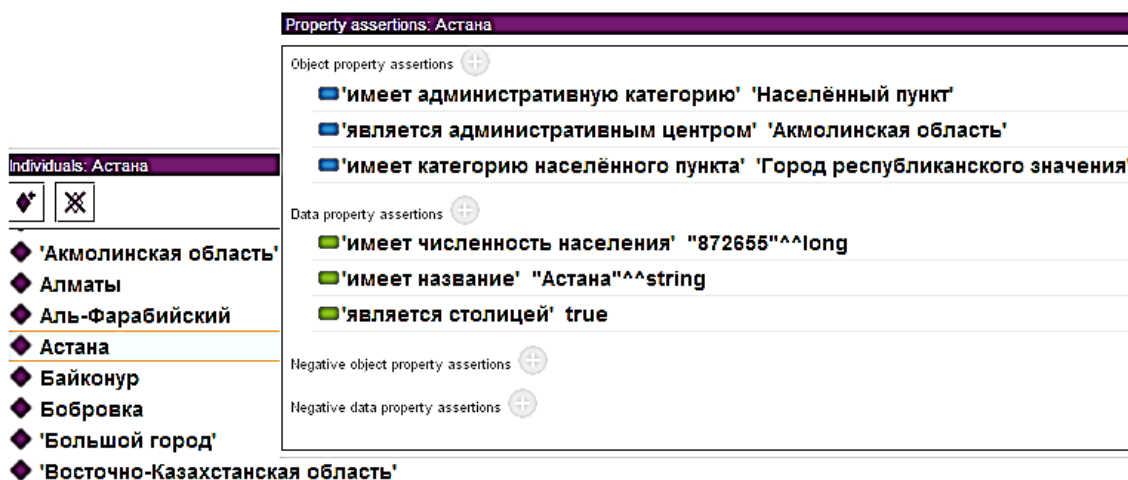 Property assertions: Астана
Object property assertions
'имеет административную категорию' 'Населённый пункт'
'является административным центром' 'Акмолинская область'
'имеет категорию населённого пункта' 'Город республиканского значения'
Data property assertions
'имеет численность населения' "872655"^^long
'имеет название' "Астана"^^string
'является столицей' true
Negative object property assertions
Negative data property assertions
Individuals: Астана
'Акмолинская область'
Алматы
Аль-Фарабийский
Астана
Байконур
Бобровка
'Большой город'
'Восточно-Казахстанская область'